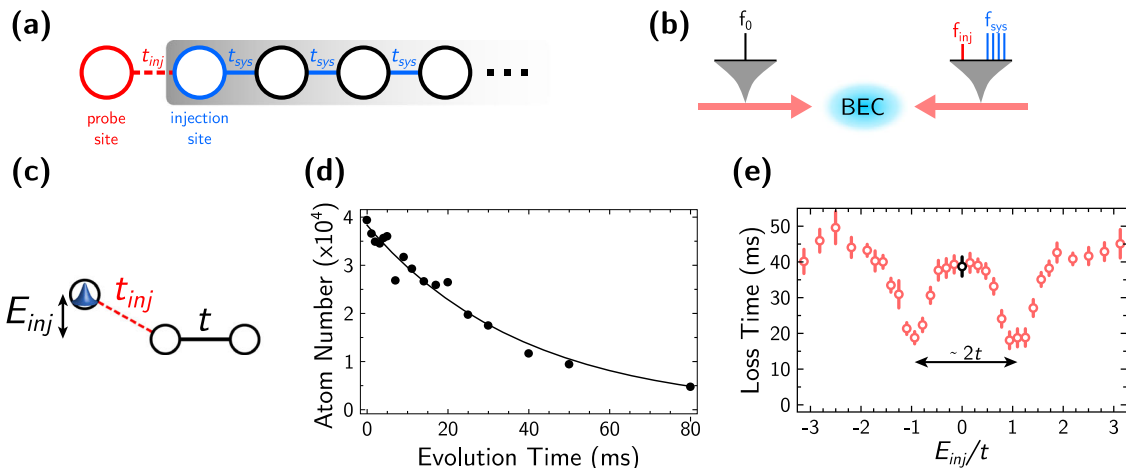 (a)
t_inj t_sys t_sys t_sys
probe site
injection site
(b)
f_0
f_inj f_sys
BEC
(c)
E_inj t_inj t
(d)
Atom Number (×10⁴)
4
3
2
1
0
0 20 40 60 80
Evolution Time (ms)
(e)
Loss Time (ms)
50
40
30
20
10
0
~ 2t
-3 -2 -1 0 1 2 3
E_inj/t